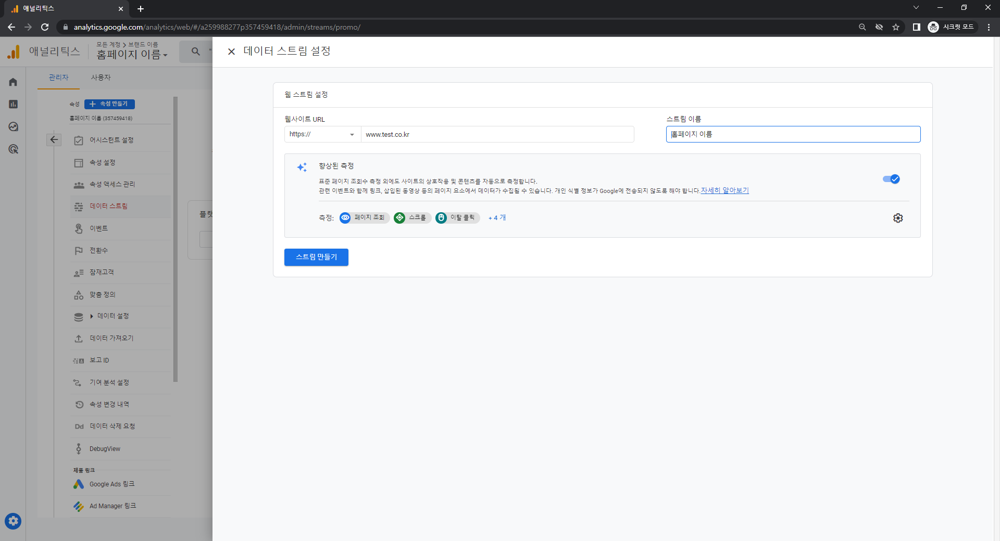 애널리틱스
analytics.google.com/analytics/web/#/a259988277p357459418/admin/streams/promo/
시크릿 모드
애널리틱스
모든 계정 > 브랜드 이름
홈페이지 이름
데이터 스트림 설정
관리자
사용자
속성
속성 만들기
홈페이지 이름 (357459418)
어시스턴트 설정
속성 설정
속성 액세스 관리
데이터 스트림
이벤트
전환수
잠재고객
맞춤 정의
데이터 설정
데이터 가져오기
보고 ID
기여 분석 설정
속성 변경 내역
Dd 데이터 삭제 요청
DebugView
제품 링크
Google Ads 링크
Ad Manager 링크
플랫
웹 스트림 설정
웹사이트 URL
스트림 이름
https://
www.test.co.kr
홈페이지 이름
향상된 측정
표준 페이지 조회수 측정 외에도 사이트의 상호작용 및 콘텐츠를 자동으로 측정합니다.
관련 이벤트와 함께 링크, 삽입된 동영상 등의 페이지 요소에서 데이터가 수집될 수 있습니다. 개인 식별 정보가 Google에 전송되지 않도록 해야 합니다. 자세히 알아보기
측정:
페이지 조회
스크롤
이탈 클릭
+ 4 개
스트림 만들기